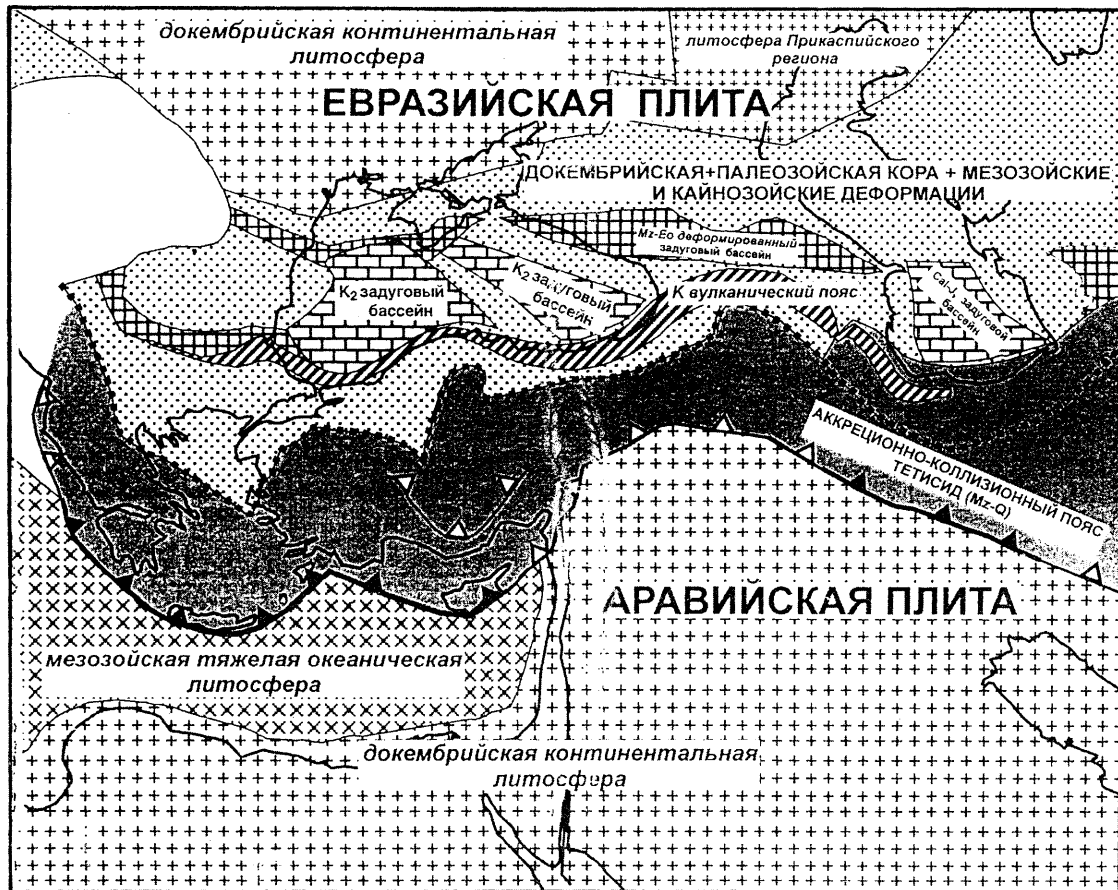 докембрийская континентальная
литосфера
литосфера Прикаспийского
региона
ЕВРАЗИЙСКАЯ ПЛИТА
ДОКЕМБРИЙСКАЯ+ПАЛЕОЗОЙСКАЯ КОРА + МЕЗОЗОЙСКИЕ
И КАЙНОЗОЙСКИЕ ДЕФОРМАЦИИ
Mz-Eo деформированный
задуговый бассейн
K₂ задуговый
бассейн
K₂ задуговый
бассейн
K вулканический пояс
задуговой
бассейн
АККРЕЦИОННО-КОЛЛИЗИОННЫЙ ПОЯС
ТЕТИСИД (Mz-Q)
АРАВИЙСКАЯ ПЛИТА
мезозойская тяжелая океаническая
литосфера
докембрийская континентальная
литосфера